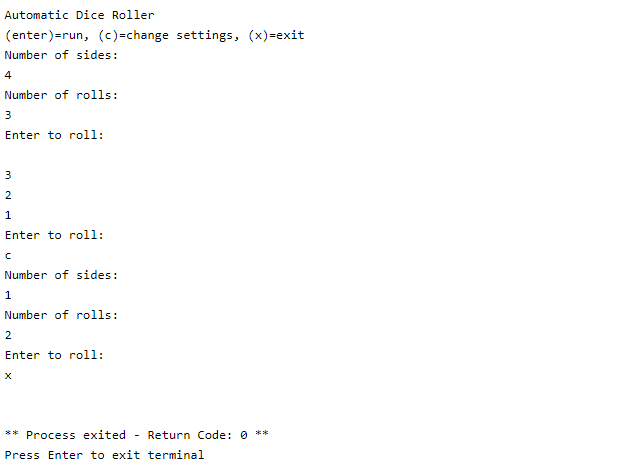 Automatic Dice Roller
(enter)=run, (c)=change settings, (x)=exit
Number of sides:
4
Number of rolls:
3
Enter to roll:

3
2
1
Enter to roll:
c
Number of sides:
1
Number of rolls:
2
Enter to roll:
x


** Process exited - Return Code: 0 **
Press Enter to exit terminal